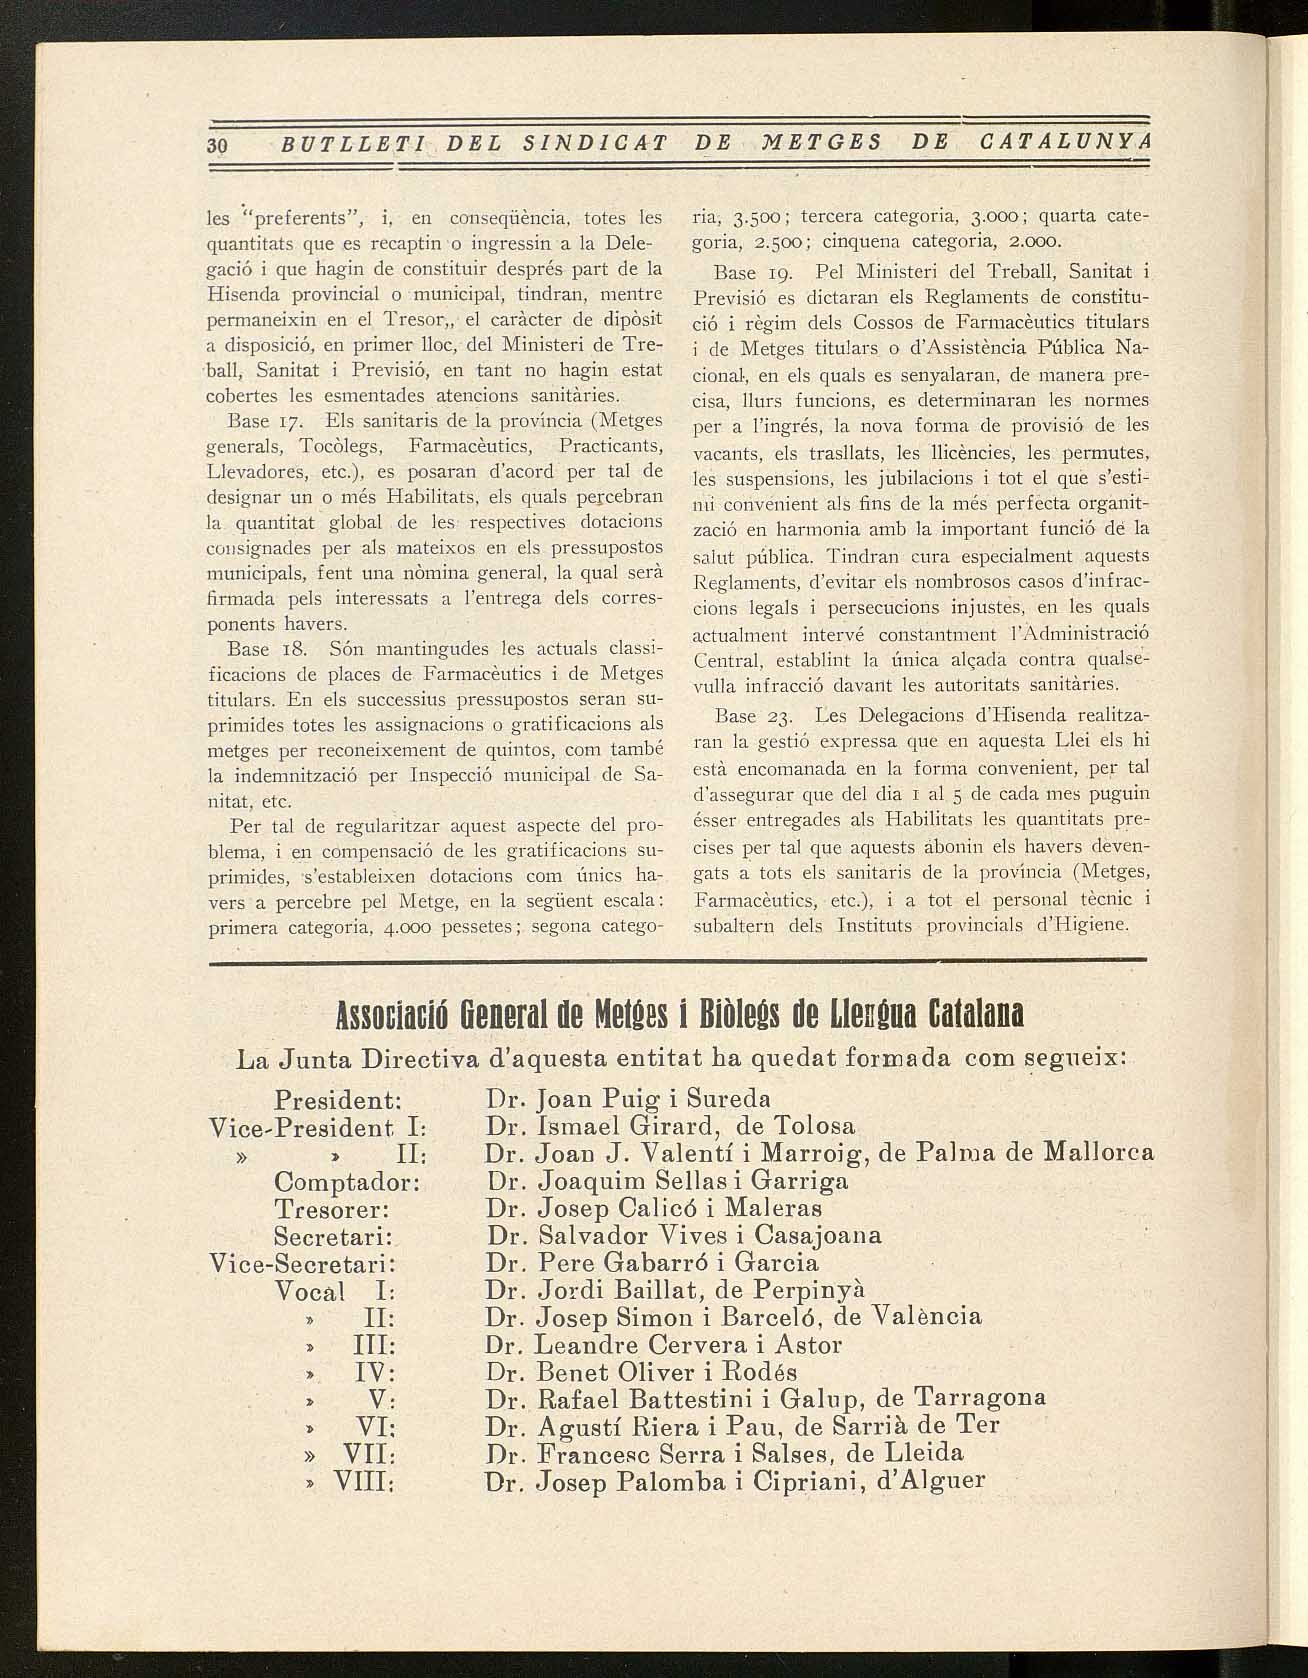 30 BUTLLETI DEL SINDICAT DE METGES DE CATALUNYA
les "preferents", i, en conseqüència, totes les
quantitats que es recaptin o ingressin a la Dele-
gació i que hagin de constituir després part de la
Hisenda provincial o municipal, tindran, mentre
permaneixin en el Tresor,, el caràcter de dipòsit
a disposició, en primer lloc, del Ministeri de Tre-
ball, Sanitat i Previsió, en tant no hagin estat
cobertes les esmentades atencions sanitàries.
Base 17. Els sanitaris de la província (Metges
generals, Tocòlegs, Farmacèutics, Practicants,
Llevadores, etc.), es posaran d'acord per tal de
designar un o més Habilitats, els quals percebran
la quantitat global de les respectives dotacions
consignades per als mateixos en els pressupostos
municipals, fent una nòmina general, la qual serà
firmada pels interessats a l'entrega dels corres-
ponents havers.
Base 18. Són mantingudes les actuals classi-
ficacions de places de Farmacèutics i de Metges
titulars. En els successius pressupostos seran su-
primides totes les assignacions o gratificacions als
metges per reconeixement de quintos, com també
la indemnització per Inspecció municipal de Sa-
nitat, etc.
Per tal de regularitzar aquest aspecte del pro-
blema, i en compensació de les gratificacions su-
primides, s'estableixen dotacions com únics ha-
vers a percebre pel Metge, en la següent escala:
primera categoria, 4.000 pessetes; segona catego-
ria, 3.500; tercera categoria, 3.000; quarta cate-
goria, 2.500; cinquena categoria, 2.000.
Base 19. Pel Ministeri del Treball, Sanitat i
Previsió es dictaran els Reglaments de constitu-
ció i règim dels Cossos de Farmacèutics titulars
i de Metges titulars o d'Assistència Pública Na-
cional, en els quals es senyalaran, de manera pre-
cisa, llurs funcions, es determinaran les normes
per a l'ingrés, la nova forma de provisió de les
vacants, els trasllats, les llicències, les permutes,
les suspensions, les jubilacions i tot el que s'esti-
mi convenient als fins de la més perfecta organit-
zació en harmonia amb la important funció de la
salut pública. Tindran cura especialment aquests
Reglaments, d'evitar els nombrosos casos d'infrac-
cions legals i persecucions injustes, en les quals
actualment intervé constantment l'Administració
Central, establint la única alçada contra qualse-
vulla infracció davant les autoritats sanitàries.
Base 23. Les Delegacions d'Hisenda realitza-
ran la gestió expressa que en aquesta Llei els hi
està encomanada en la forma convenient, per tal
d'assegurar que del dia 1 al 5 de cada mes puguin
ésser entregades als Habilitats les quantitats pre-
cises per tal que aquests abonin els havers deven-
gats a tots els sanitaris de la província (Metges,
Farmacèutics, etc.), i a tot el personal tècnic i
subaltern dels Instituts provincials d'Higiene.
Associació General de Metges i Biòlegs de Llengua Catalana
La Junta Directiva d'aquesta entitat ha quedat formada com segueix:
President: Dr. Joan Puig i Sureda
Vice-President I: Dr. Ismael Girard, de Tolosa
» » II: Dr. Joan J. Valentí i Marroig, de Palma de Mallorca
Comptador: Dr. Joaquim Sellas i Garriga
Tresorer: Dr. Josep Calicó i Maleras
Secretari: Dr. Salvador Vives i Casajoana
Vice-Secretari: Dr. Pere Gabarró i Garcia
Vocal I: Dr. Jordi Baillat, de Perpinyà
» II: Dr. Josep Simon i Barceló, de València
» III: Dr. Leandre Cervera i Astor
» IV: Dr. Benet Oliver i Rodés
» V: Dr. Rafael Battestini i Galup, de Tarragona
» VI: Dr. Agustí Riera i Pau, de Sarrià de Ter
» VII: Dr. Francesc Serra i Salses, de Lleida
» VIII: Dr. Josep Palomba i Cipriani, d'Alguer